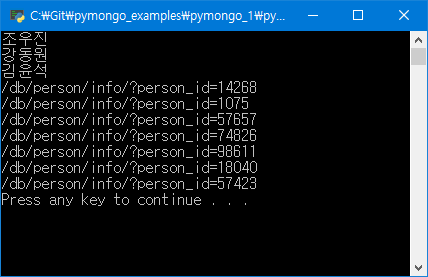 C:₩Git₩pymongo_examples₩pymongo_1₩py...
조우진
강동원
김윤석
/db/person/info/?person_id=14268
/db/person/info/?person_id=1075
/db/person/info/?person_id=57657
/db/person/info/?person_id=74826
/db/person/info/?person_id=98611
/db/person/info/?person_id=18040
/db/person/info/?person_id=57423
Press any key to continue . . .